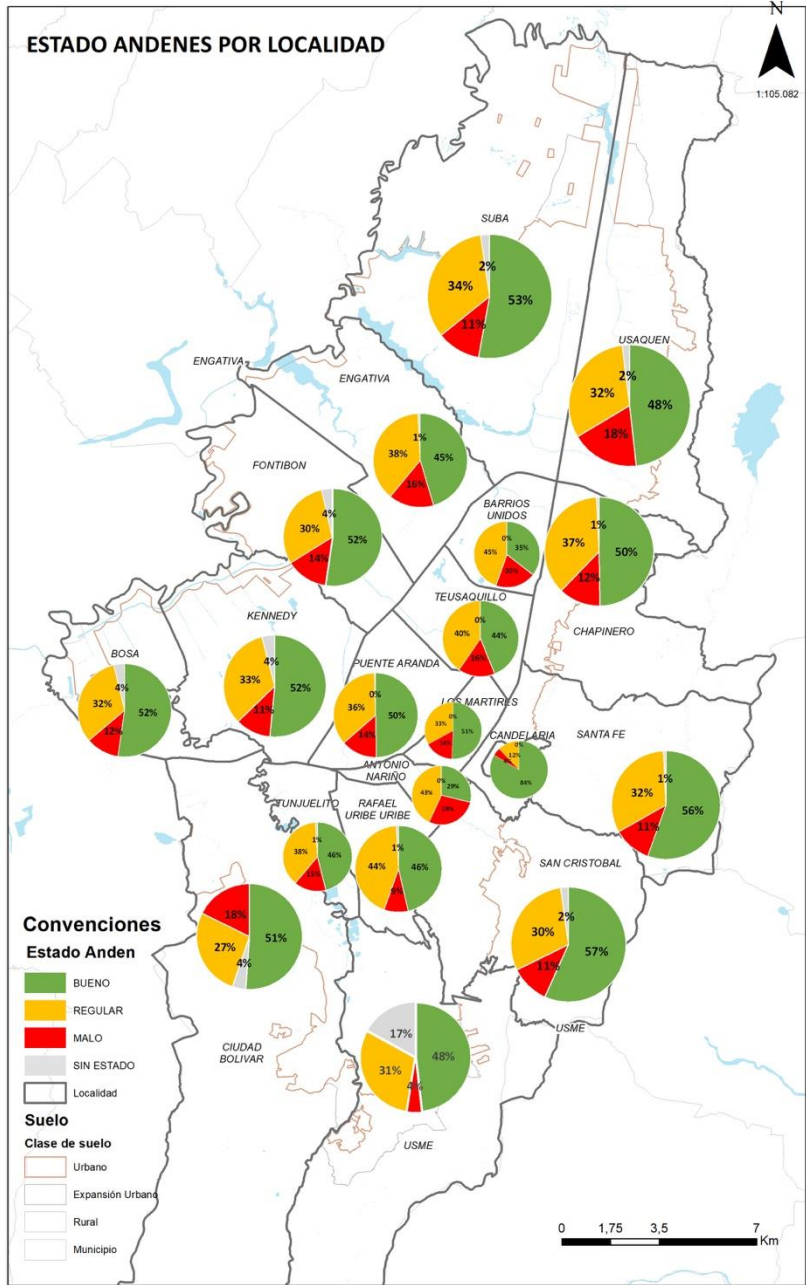 ESTADO ANDENES POR LOCALIDAD
N
1:105.082
SUBA
2%
34%
53%
11%
USAQUEN
2%
32%
48%
18%
ENGATIVA
ENGATIVA
1%
38%
45%
16%
FONTIBON
4%
30%
52%
14%
BARRIOS
UNIDOS
0%
35%
45%
20%
1%
37%
50%
12%
CHAPINERO
TEUSAQUILLO
0%
40%
44%
16%
KENNEDY
4%
33%
52%
11%
BOSA
4%
32%
52%
12%
PUENTE ARANDA
0%
36%
50%
14%
LOS MARTIRES
0%
33%
51%
16%
CANDELARIA
0%
12%
84%
SANTA FE
1%
32%
56%
11%
ANTONIO
NARIÑO
0%
29%
43%
28%
TUNJUELITO
1%
38%
46%
15%
RAFAEL
URIBE URIBE
1%
44%
46%
9%
SAN CRISTOBAL
2%
30%
57%
11%
18%
51%
27%
4%
CIUDAD
BOLIVAR
USME
17%
48%
31%
4%
USME
Convenciones
Estado Anden
BUENO
REGULAR
MALO
SIN ESTADO
Localidad
Suelo
Clase de suelo
Urbano
Expansión Urbano
Rural
Municipio
0 1,75 3,5 7
Km